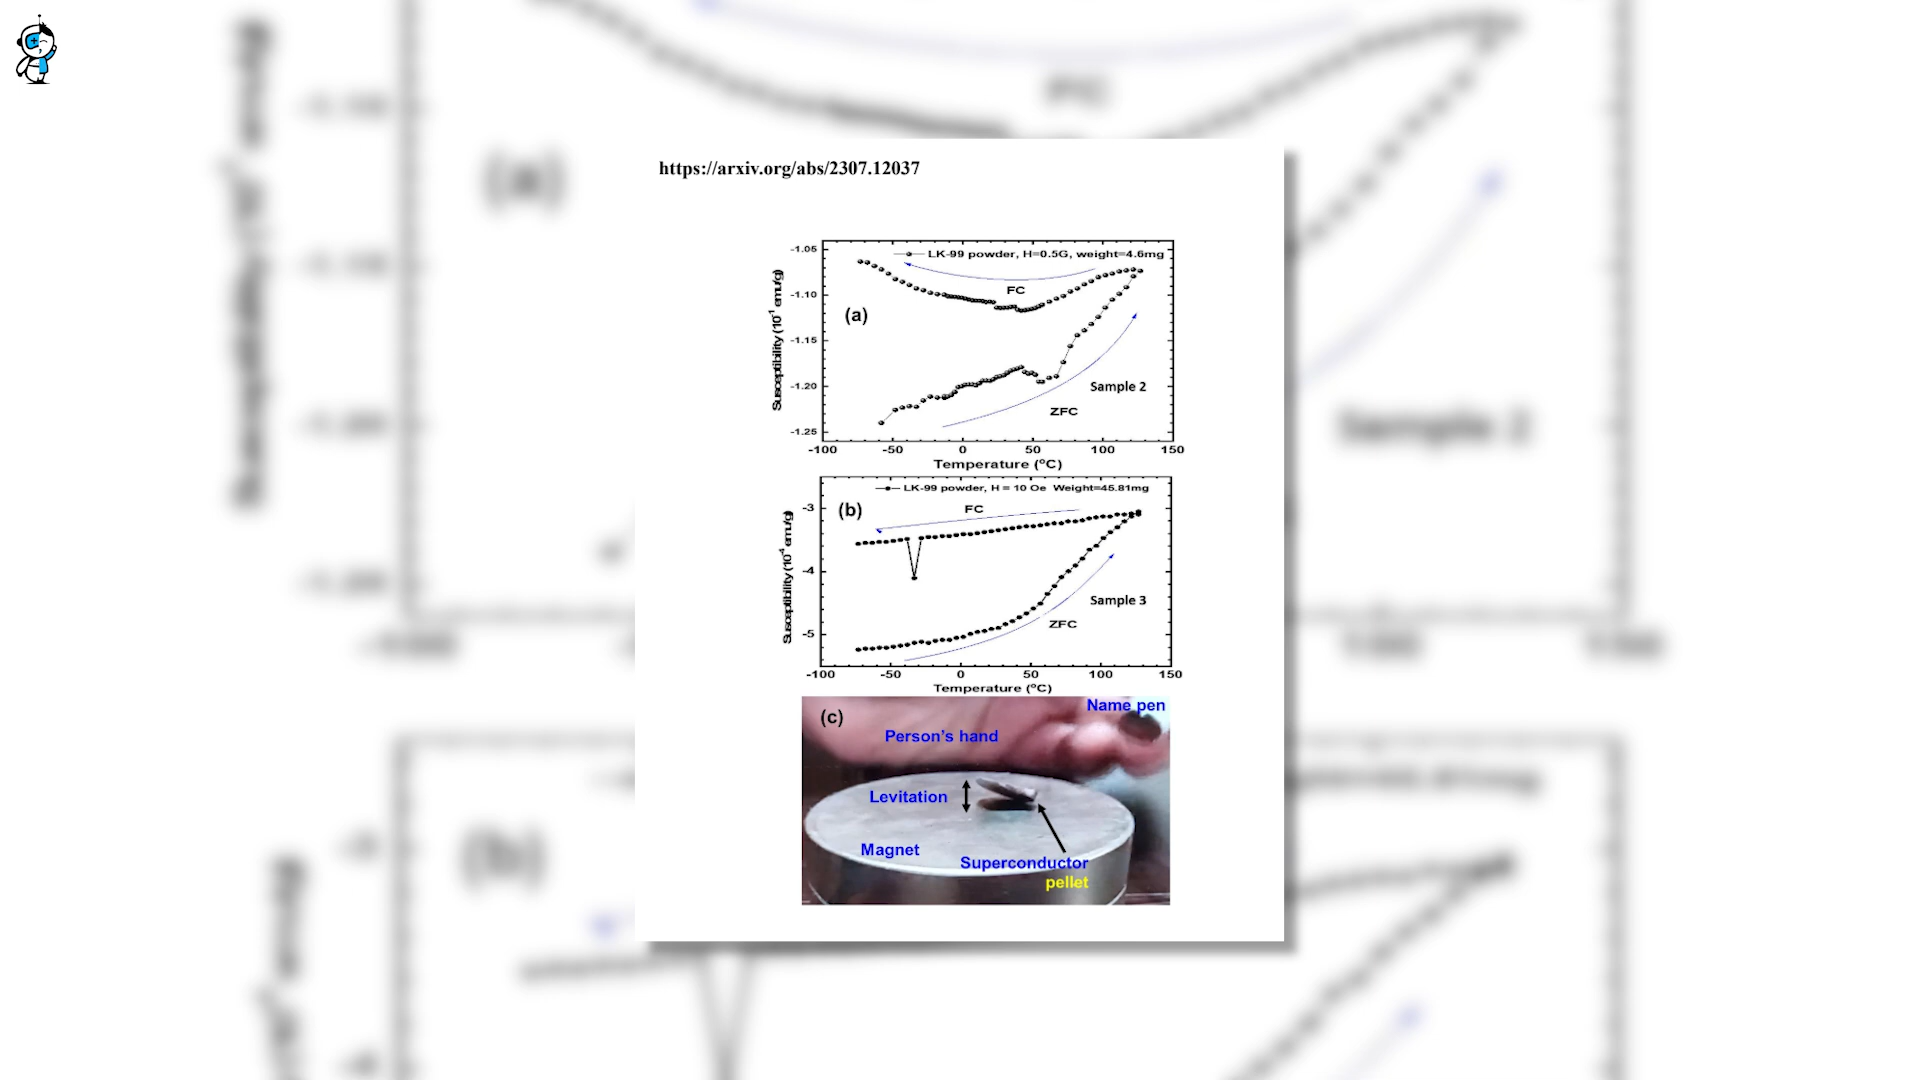 https://arxiv.org/abs/2307.12037
LK-99 powder, H=0.5G, weight=4.6mg
FC
(a)
Sample 2
ZFC
Susceptibility (10⁻¹ emu/g)
-1.05
-1.10
-1.15
-1.20
-1.25
-100 -50 0 50 100 150
Temperature (°C)
LK-99 powder, H = 10 Oe Weight=45.81mg
FC
(b)
Sample 3
ZFC
Susceptibility (10⁻⁴ emu/g)
-3
-4
-5
-100 -50 0 50 100 150
Temperature (°C)
(c)
Name pen
Person's hand
Levitation
Magnet
Superconductor
pellet